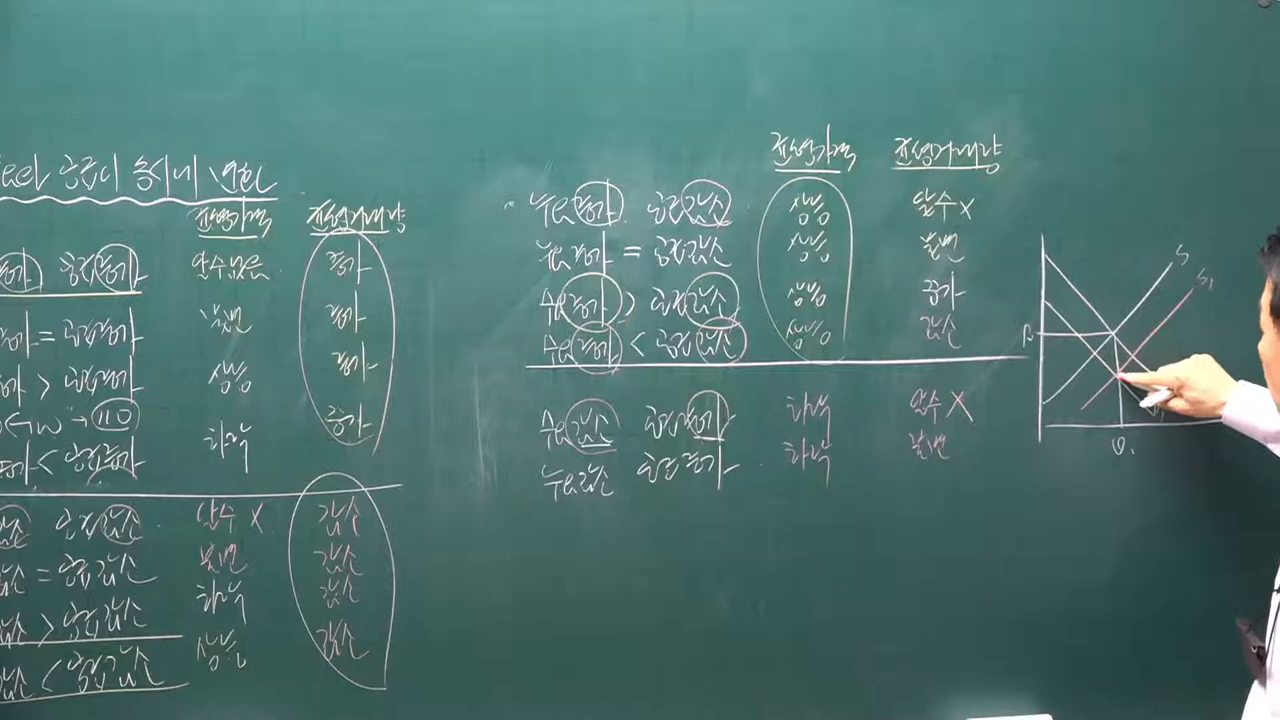 수요와 공급이 동시에 변화
균형가격 균형거래량
증가 공급증가 알수없음 증가
증가 = 공급증가 불변 증가
증가 > 공급증가 상승 증가
증가 < 공급증가 하락 증가
감소 공급감소 알수 X 감소
감소 = 공급감소 불변 감소
감소 > 공급감소 하락 감소
감소 < 공급감소 상승 감소
균형가격 균형거래량
수요증가 공급감소 상승 알수 X
수요증가 = 공급감소 상승 불변
수요증가 > 공급감소 상승 증가
수요증가 < 공급감소 상승 감소
수요감소 공급증가 하락 알수 X
수요감소 공급증가 하락 불변
S
S₁
Q₁